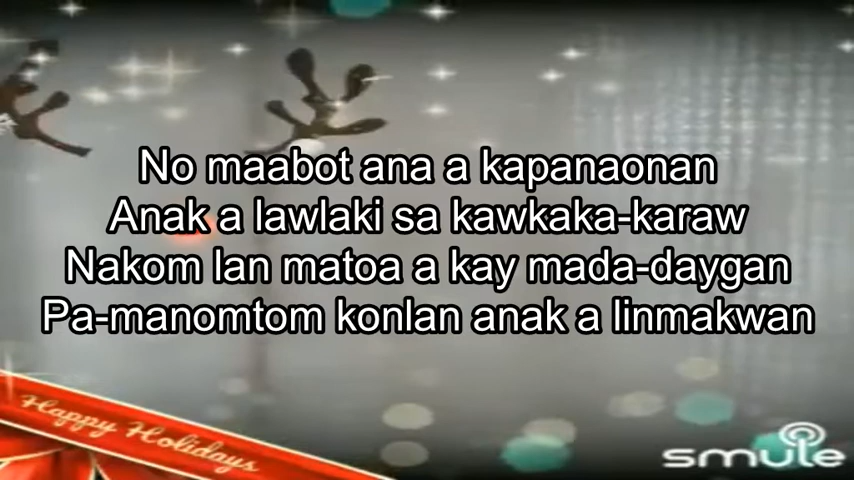 No maabot ana a kapanaonan
Anak a lawlaki sa kawkaka-karaw
Nakom lan matoa a kay mada-daygan
Pa-manomtom konlan anak a linmakwan
Happy Holidays
smule